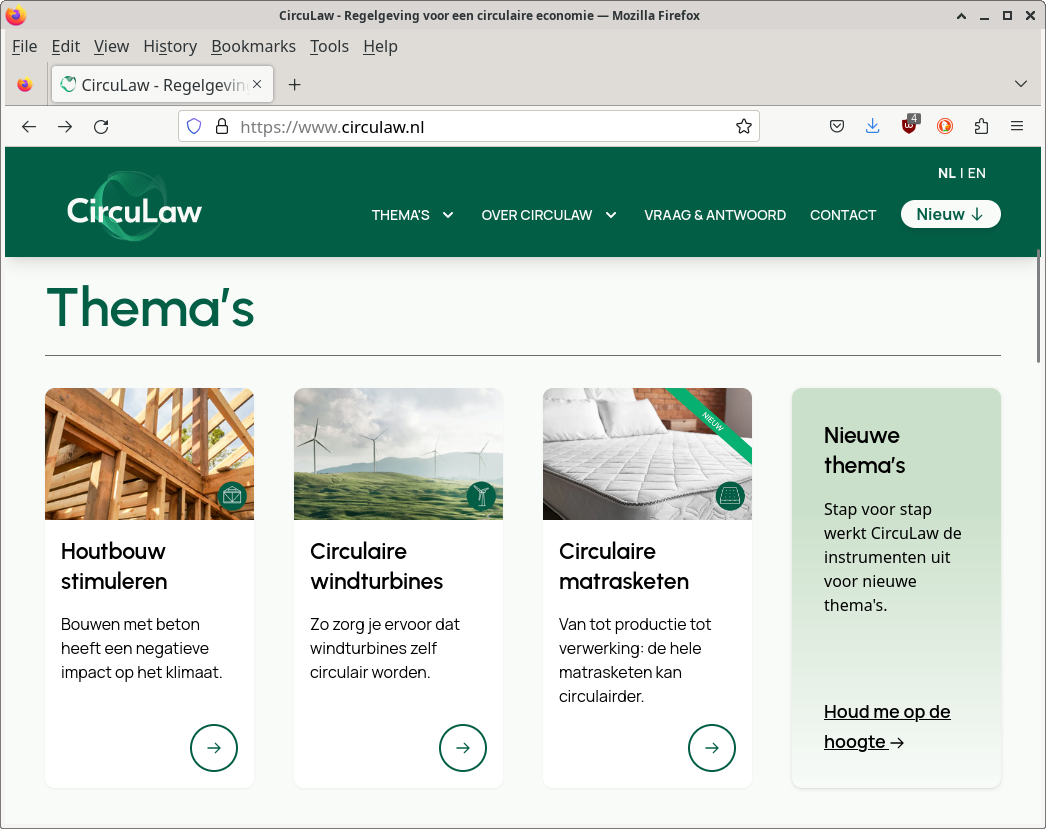 CircuLaw - Regelgeving voor een circulaire economie — Mozilla Firefox
File Edit View History Bookmarks Tools Help
CircuLaw - Regelgeving
https://www.circulaw.nl
4
NL | EN
CircuLaw
THEMA'S OVER CIRCULAW VRAAG & ANTWOORD CONTACT Nieuw ↓
Thema's
NIEUW
Houtbouw
stimuleren
Bouwen met beton
heeft een negatieve
impact op het klimaat.
Circulaire
windturbines
Zo zorg je ervoor dat
windturbines zelf
circulair worden.
Circulaire
matrasketen
Van tot productie tot
verwerking: de hele
matrasketen kan
circulairder.
Nieuwe
thema's
Stap voor stap
werkt CircuLaw de
instrumenten uit
voor nieuwe
thema's.
Houd me op de
hoogte →